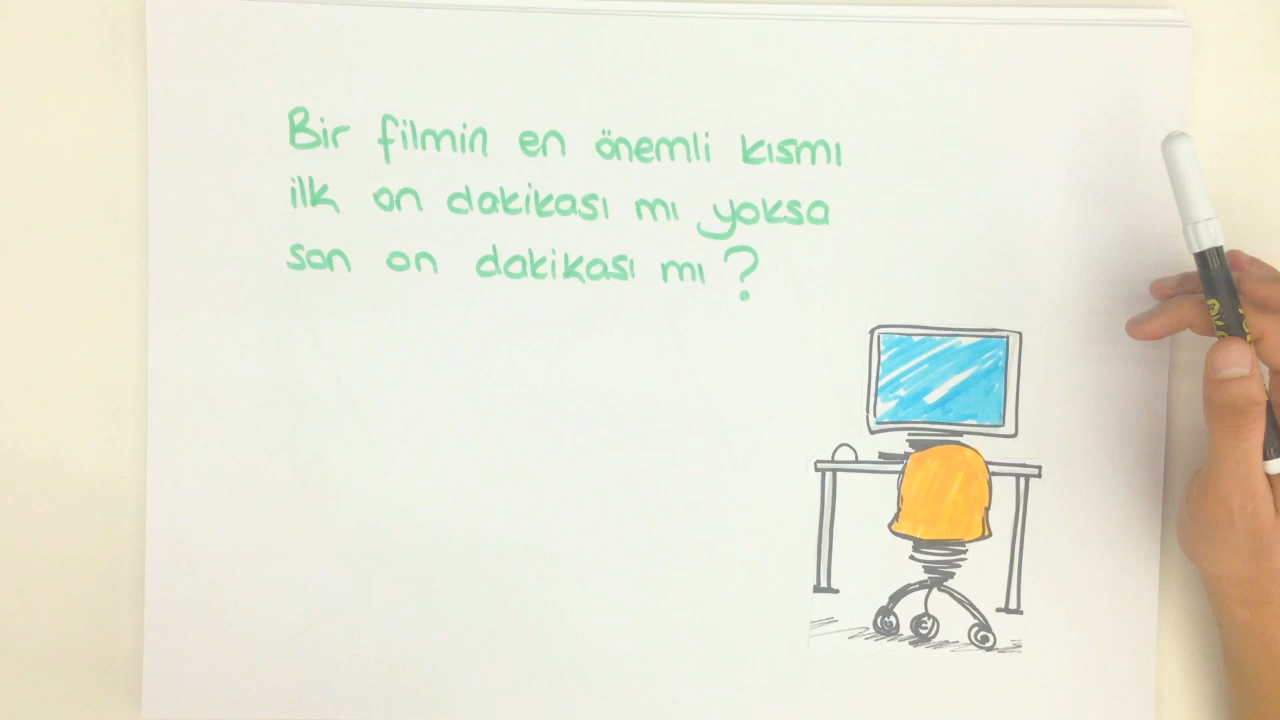 Bir filmin en önemli kısmı
ilk on dakikası mı yoksa
son on dakikası mı?